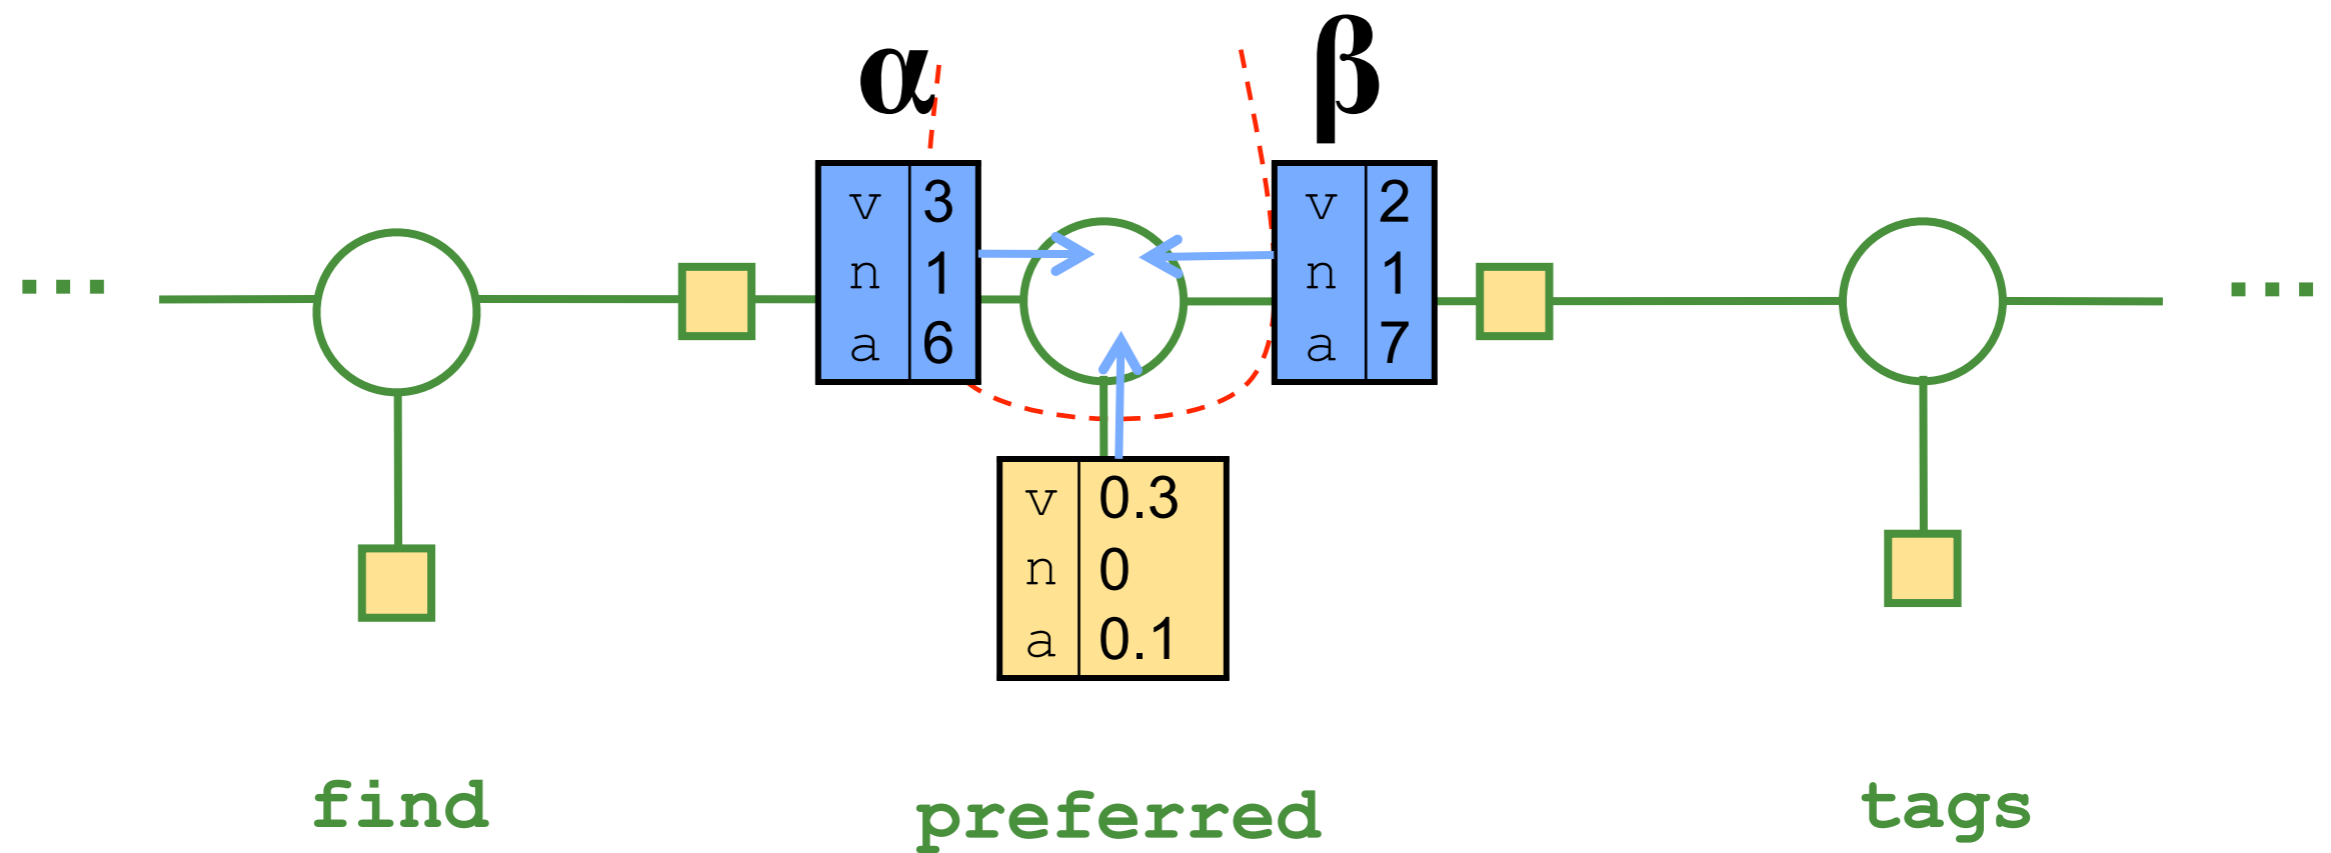 α β
v 3
n 1
a 6
v 2
n 1
a 7
...
...
v 0.3
n 0
a 0.1
find preferred tags